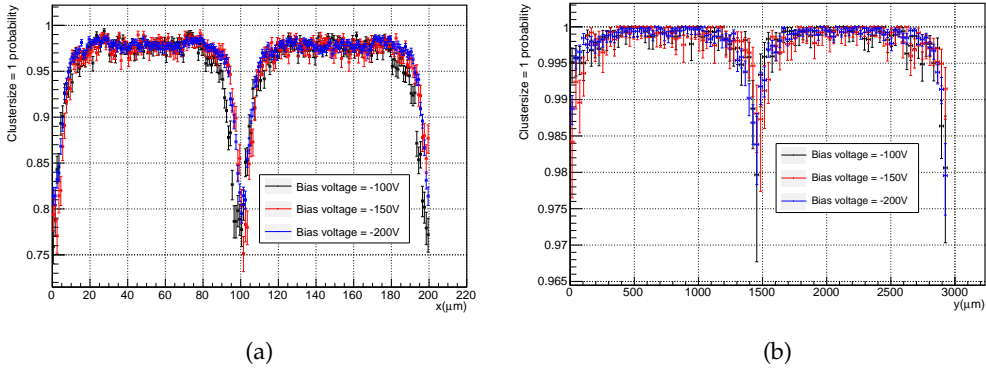 Clustersize = 1 probability
1
0.95
0.9
0.85
0.8
0.75
0 20 40 60 80 100 120 140 160 180 200 220
x(μm)
Bias voltage = -100V
Bias voltage = -150V
Bias voltage = -200V
(a)
Clustersize = 1 probability
1
0.995
0.99
0.985
0.98
0.975
0.97
0.965
0 500 1000 1500 2000 2500 3000
y(μm)
Bias voltage = -100V
Bias voltage = -150V
Bias voltage = -200V
(b)